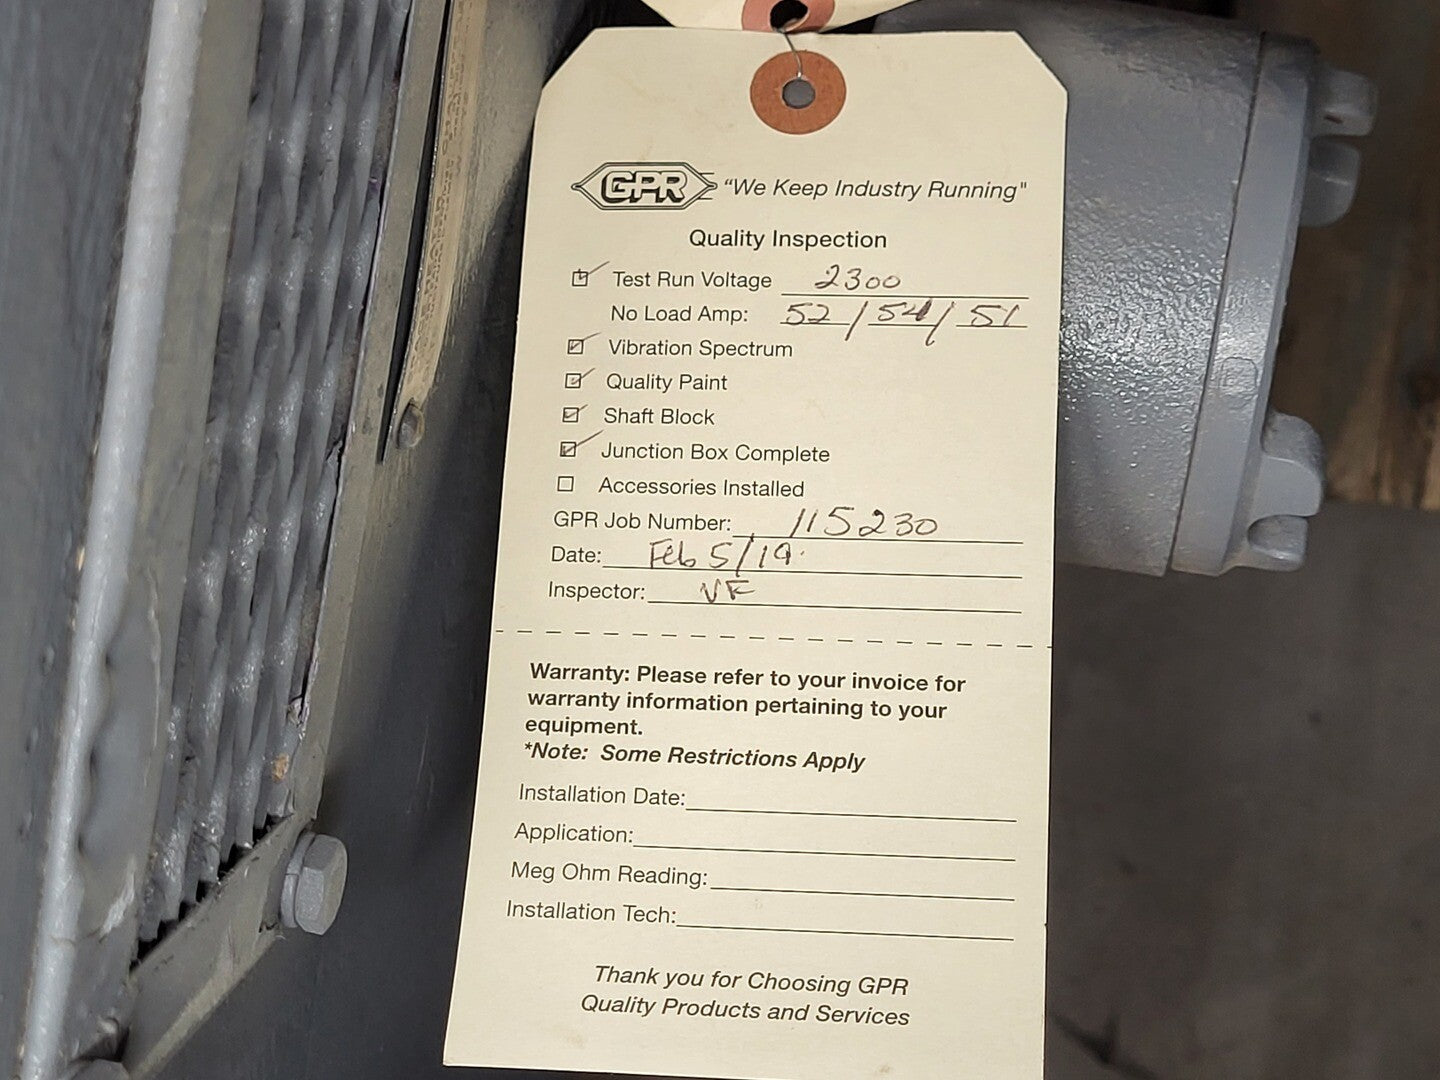 GPR "We Keep Industry Running"
Quality Inspection
Test Run Voltage 2300
No Load Amp: 52 / 54 / 51
Vibration Spectrum
Quality Paint
Shaft Block
Junction Box Complete
Accessories Installed
GPR Job Number: 115230
Date: Feb 5/19.
Inspector: VF
Warranty: Please refer to your invoice for
warranty information pertaining to your
equipment.
*Note: Some Restrictions Apply
Installation Date:
Application:
Meg Ohm Reading:
Installation Tech:
Thank you for Choosing GPR
Quality Products and Services